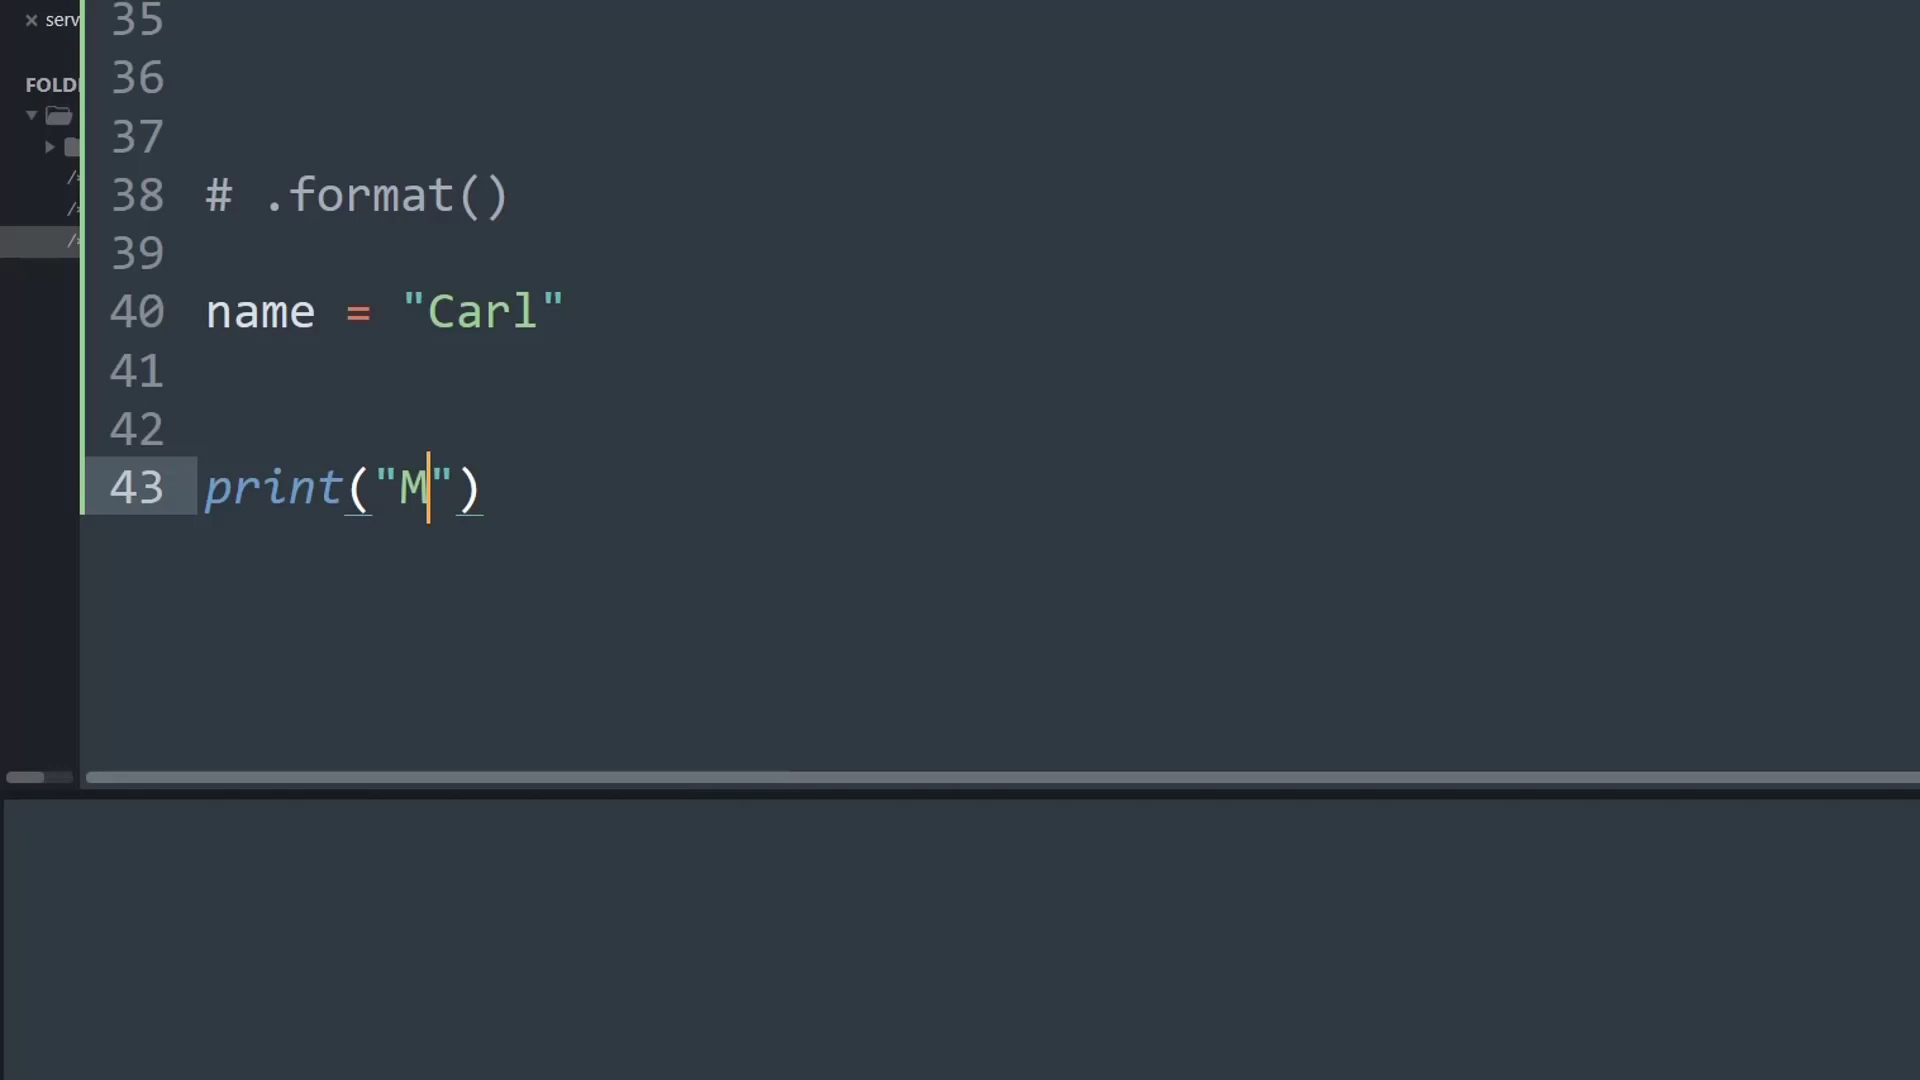 × serv
FOLD
/*
/*
/*
35
36
37
38 # .format()
39
40 name = "Carl"
41
42
43 print("M")